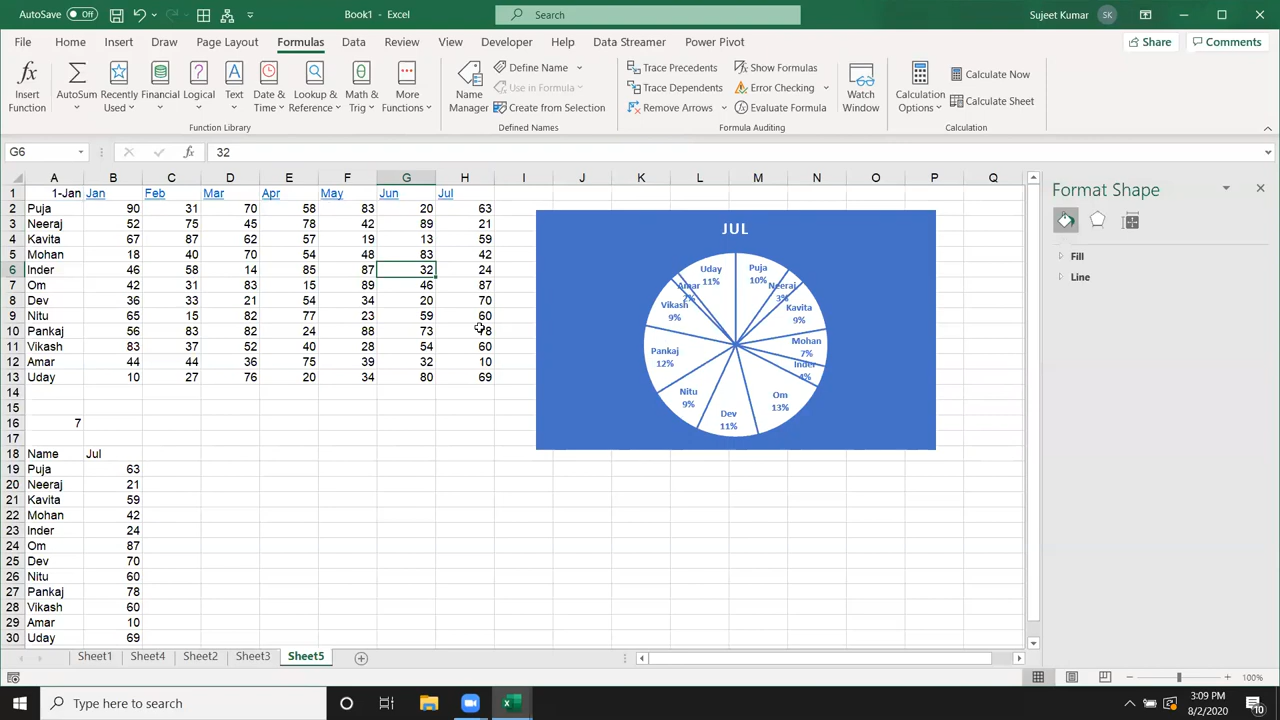 AutoSave Off Book1 - Excel Search Sujeet Kumar SK
File Home Insert Draw Page Layout Formulas Data Review View Developer Help Data Streamer Power Pivot Share Comments
Insert Function AutoSum Recently Used Financial Logical Text Date & Time Lookup & Reference Math & Trig More Functions
Function Library
Name Manager Define Name Use in Formula Create from Selection
Defined Names
Trace Precedents Trace Dependents Remove Arrows Show Formulas Error Checking Evaluate Formula
Formula Auditing
Watch Window
Calculation Options Calculate Now Calculate Sheet
Calculation
G6 fx 32
A B C D E F G H I J K L M N O P Q
1 1-Jan Jan Feb Mar Apr May Jun Jul
2 Puja 90 31 70 58 83 20 63
3 Neeraj 52 75 45 78 42 89 21
4 Kavita 67 87 62 57 19 13 59
5 Mohan 18 40 70 54 48 83 42
6 Inder 46 58 14 85 87 32 24
7 Om 42 31 83 15 89 46 87
8 Dev 36 33 21 54 34 20 70
9 Nitu 65 15 82 77 23 59 60
10 Pankaj 56 83 82 24 88 73 78
11 Vikash 83 37 52 40 28 54 60
12 Amar 44 44 36 75 39 32 10
13 Uday 10 27 76 20 34 80 69
14
15
16 7
17
18 Name Jul
19 Puja 63
20 Neeraj 21
21 Kavita 59
22 Mohan 42
23 Inder 24
24 Om 87
25 Dev 70
26 Nitu 60
27 Pankaj 78
28 Vikash 60
29 Amar 10
30 Uday 69
JUL
Puja 10%
Neeraj 3%
Kavita 9%
Mohan 7%
Inder 4%
Om 13%
Dev 11%
Nitu 9%
Pankaj 12%
Vikash 9%
Amar 2%
Uday 11%
Format Shape
Fill
Line
Sheet1 Sheet4 Sheet2 Sheet3 Sheet5
100%
Type here to search
3:09 PM
8/2/2020
10